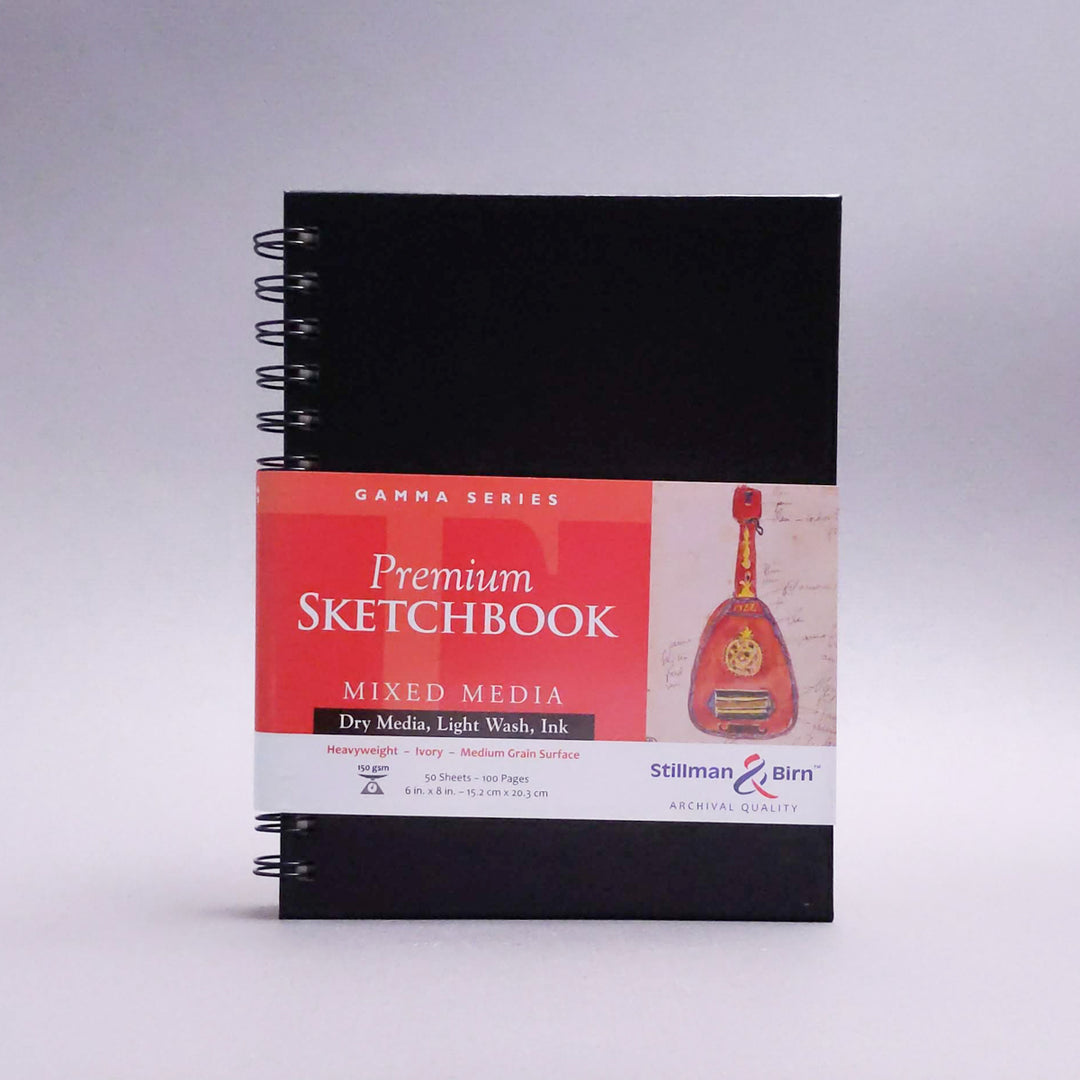 GAMMA SERIES
Premium
SKETCHBOOK
MIXED MEDIA
Dry Media, Light Wash, Ink
Heavyweight – Ivory – Medium Grain Surface
150 gsm
50 Sheets – 100 Pages
6 in. x 8 in. – 15.2 cm x 20.3 cm
Stillman & Birn™
ARCHIVAL QUALITY